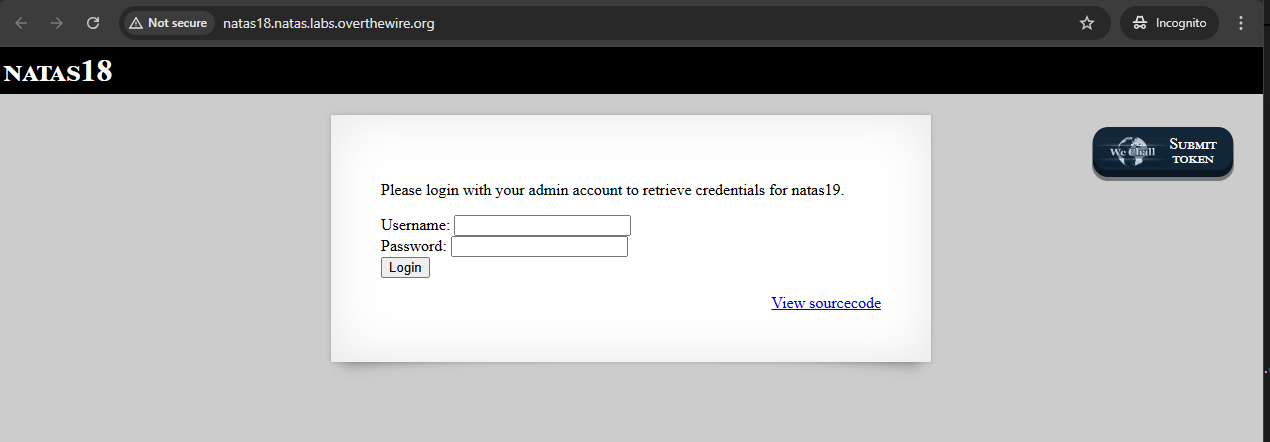 Not secure natas18.natas.labs.overthewire.org Incognito
NATAS18
Please login with your admin account to retrieve credentials for natas19.
Username:
Password:
Login
View sourcecode
We Chall
SUBMIT
TOKEN